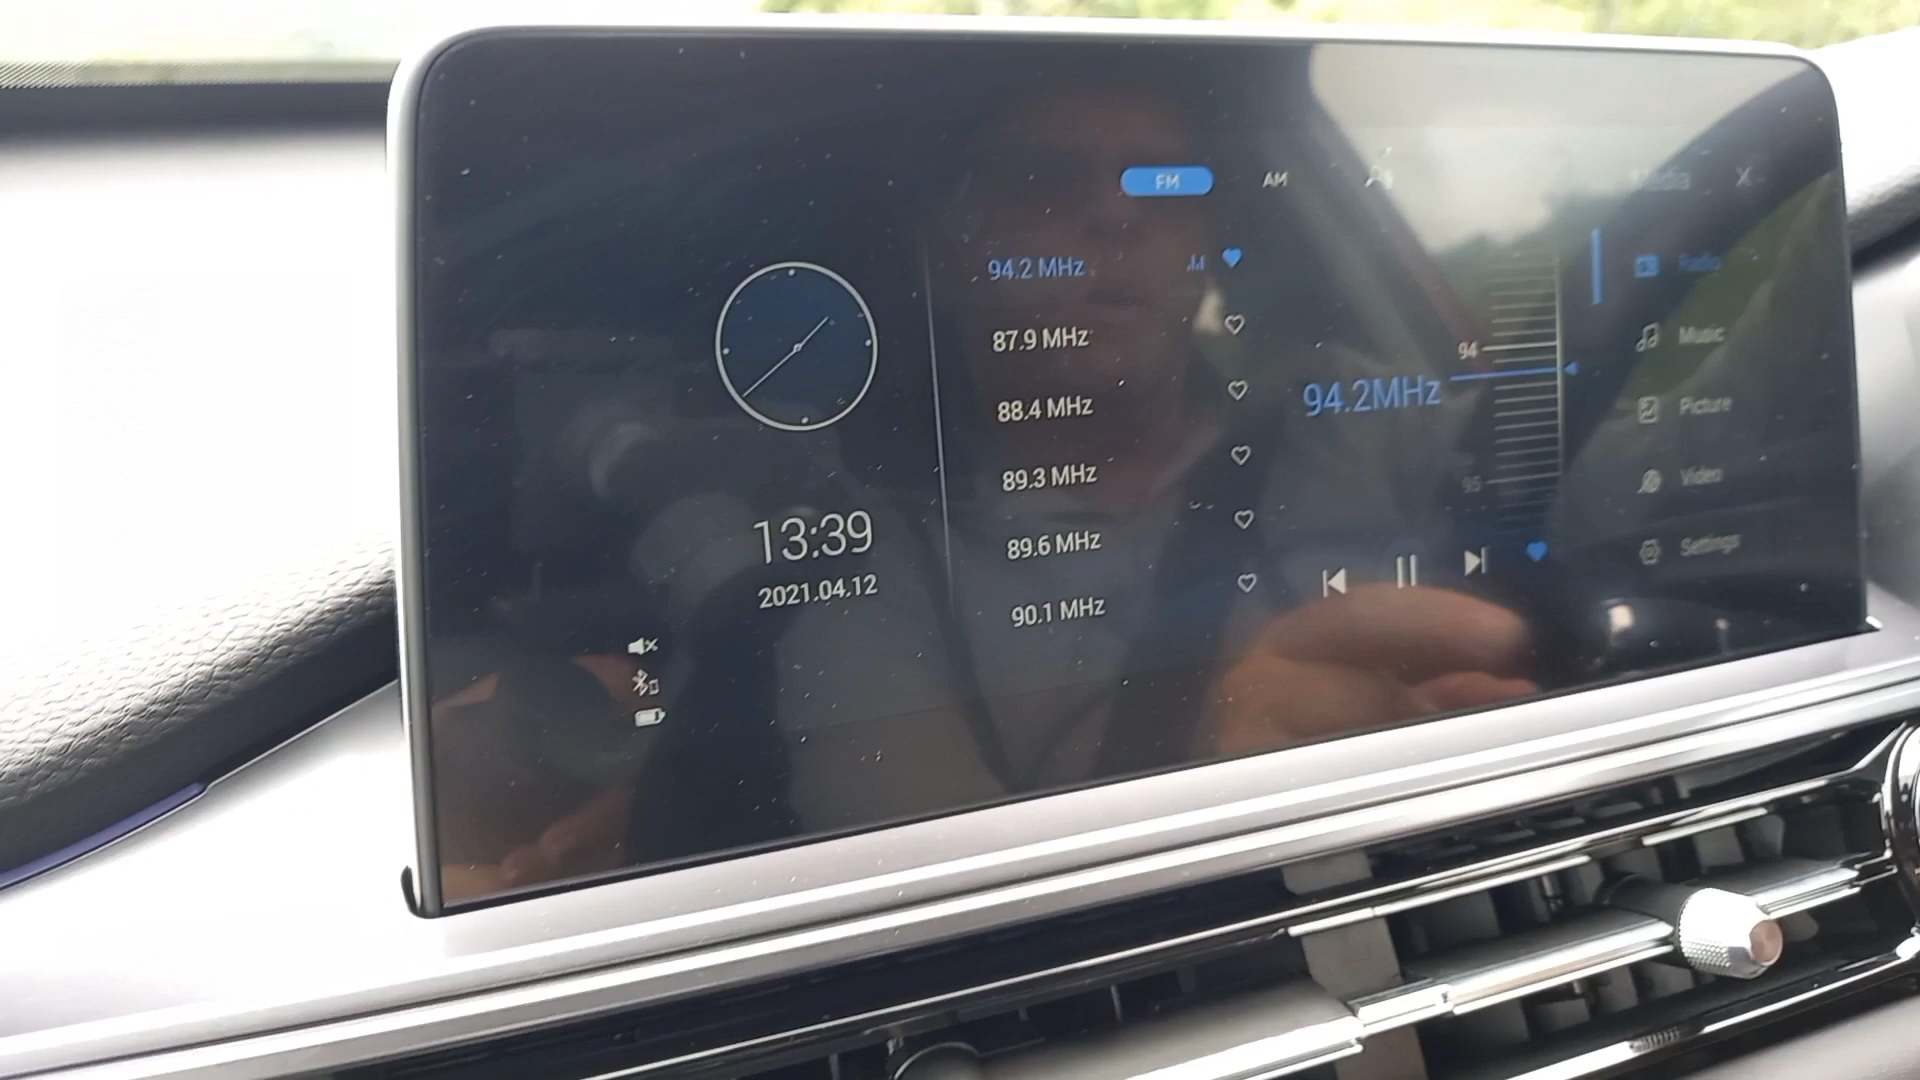 FM AM Media X
94.2 MHz
87.9 MHz
88.4 MHz
89.3 MHz
89.6 MHz
90.1 MHz
13:39
2021.04.12
94
94.2MHz
95
Radio
Music
Picture
Video
Settings